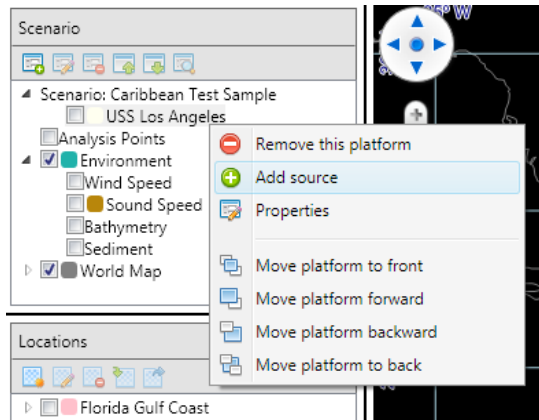 Scenario
Scenario: Caribbean Test Sample
USS Los Angeles
Analysis Points
Environment
Wind Speed
Sound Speed
Bathymetry
Sediment
World Map
Remove this platform
Add source
Properties
Move platform to front
Move platform forward
Move platform backward
Move platform to back
Locations
Florida Gulf Coast